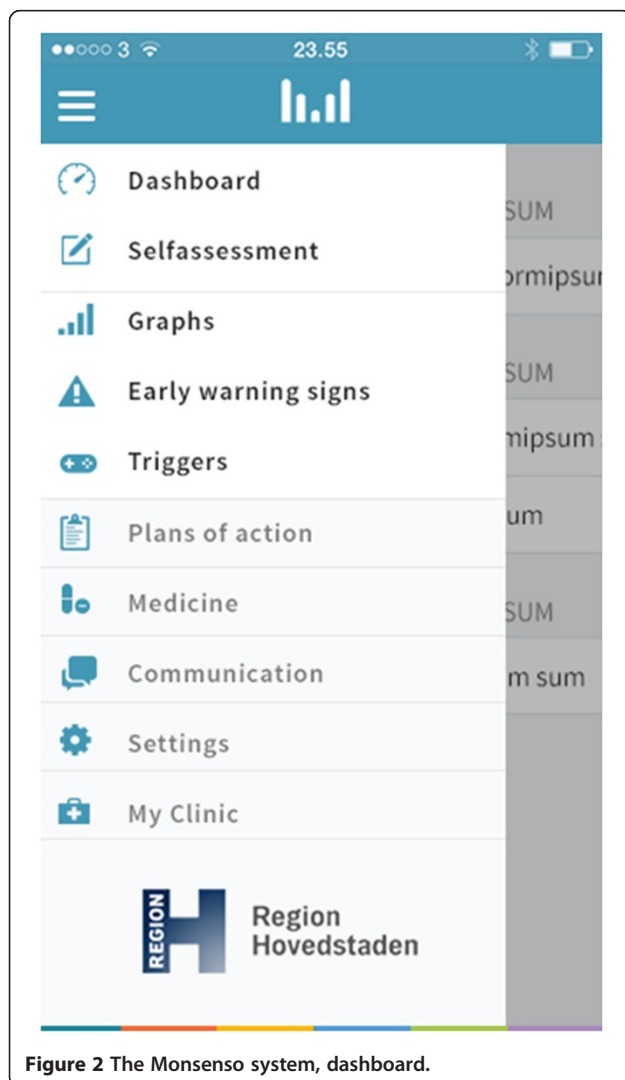 3 23.55
Dashboard
SUM
Selfassessment
ormipsur
Graphs
SUM
Early warning signs
mipsum
Triggers
um
Plans of action
Medicine
SUM
Communication
m sum
Settings
My Clinic
REGION
Region
Hovedstaden
Figure 2 The Monsenso system, dashboard.